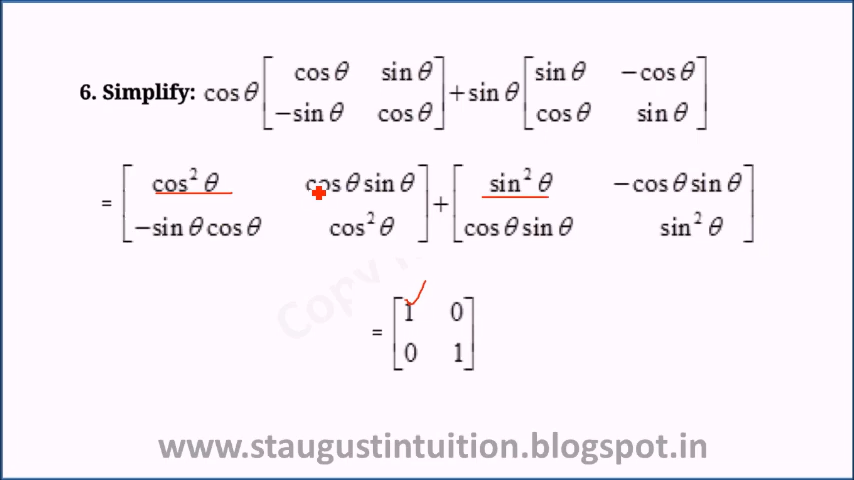 6. Simplify: cos θ [ cos θ sin θ −sin θ cos θ ] + sin θ [ sin θ −cos θ cos θ sin θ ]
= [ cos² θ cos θ sin θ −sin θ cos θ cos² θ ] + [ sin² θ −cos θ sin θ cos θ sin θ sin² θ ]
= [ 1 0 0 1 ]
Copy
www.staugustintuition.blogspot.in